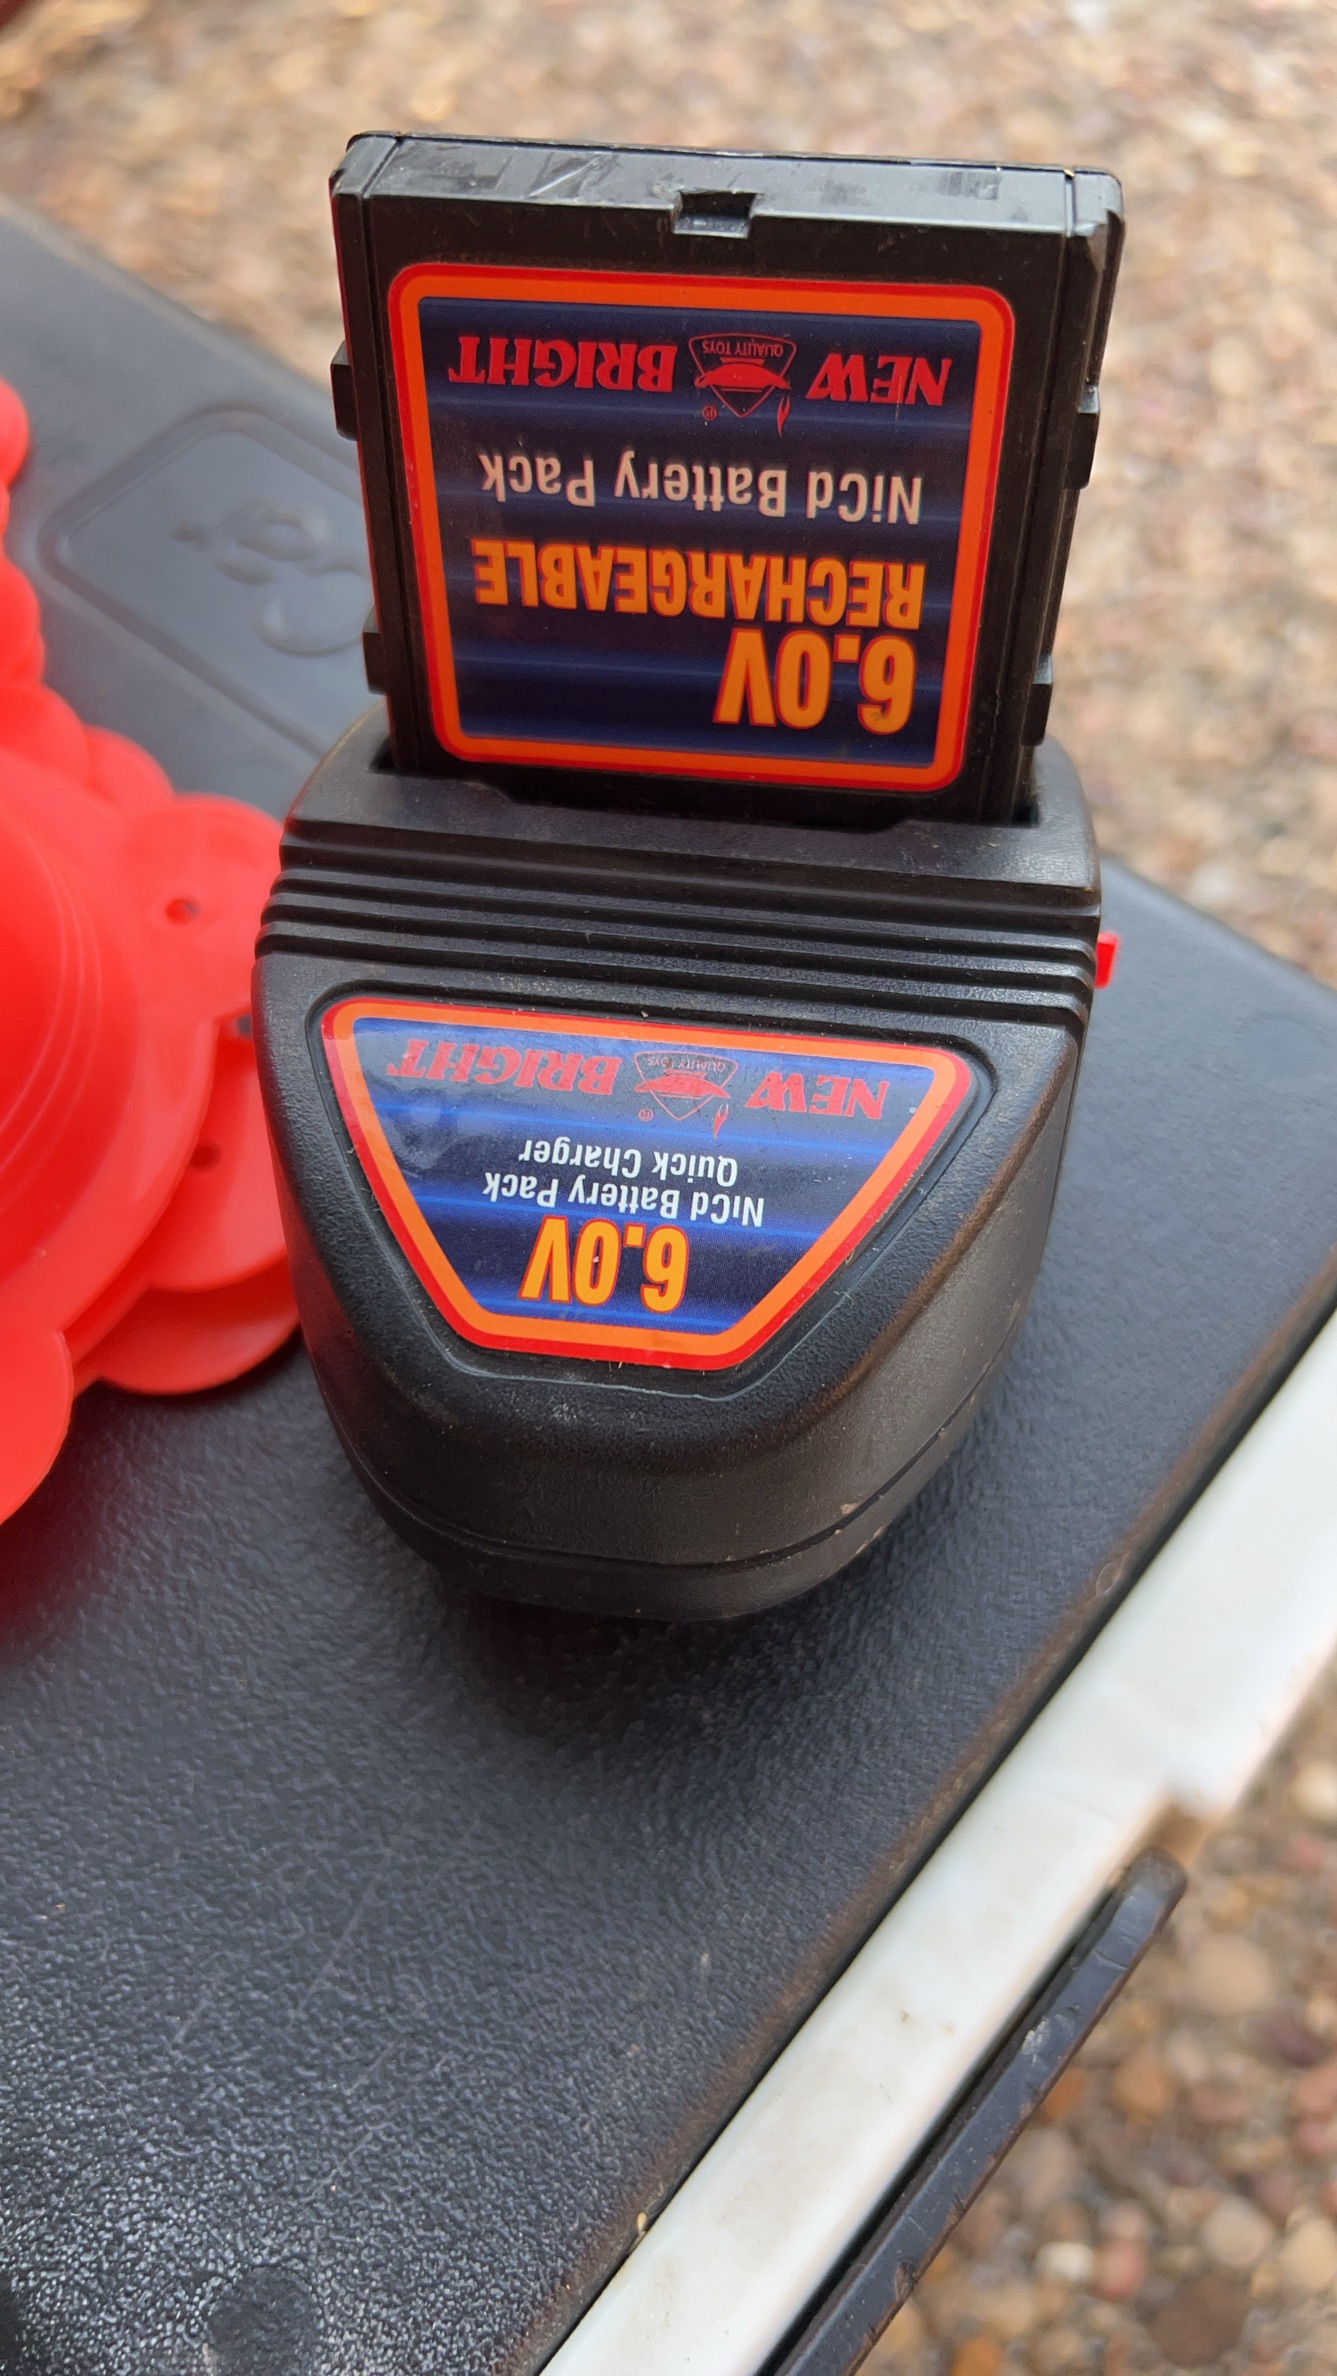 6.0V
NiCd Battery Pack
Quick Charger
NEW QUALITY TOYS ® BRIGHT
6.0V
RECHARGEABLE
NiCd Battery Pack
NEW QUALITY TOYS ® BRIGHT